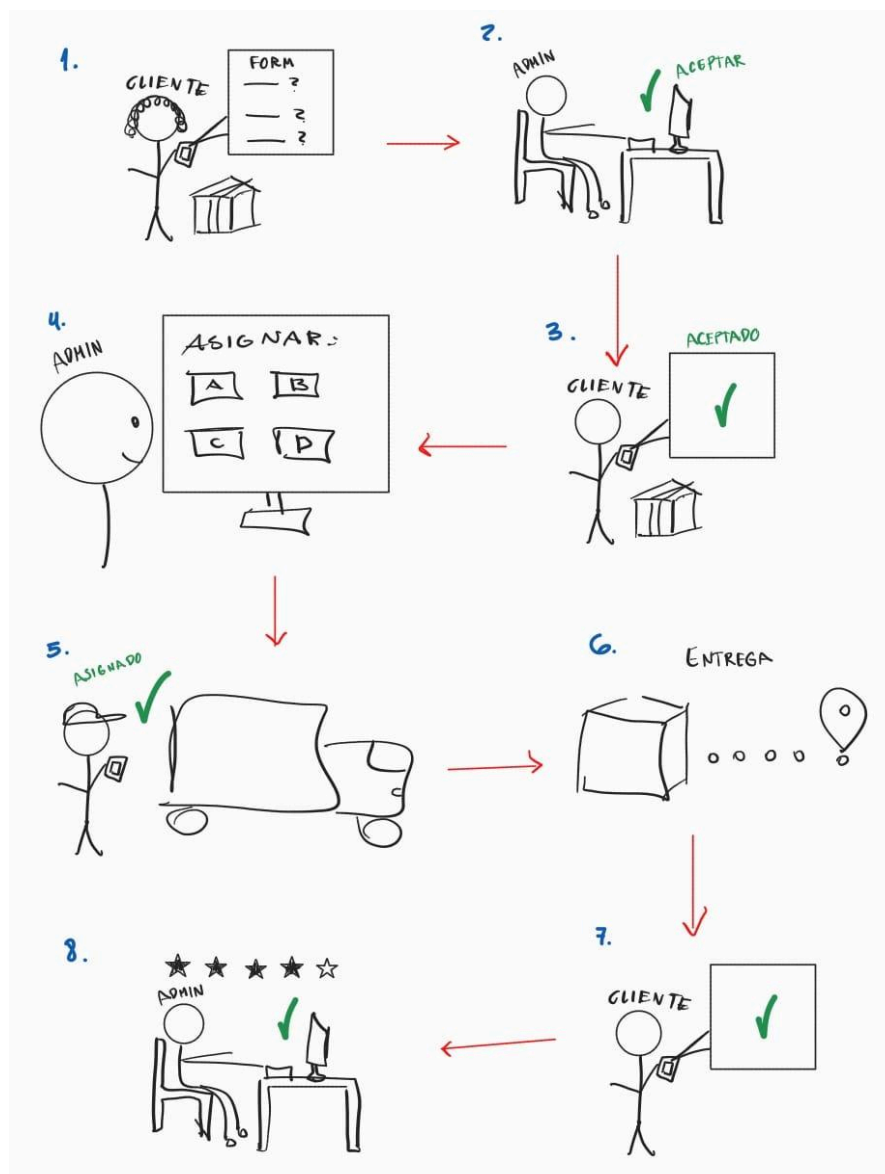 1.
CLIENTE
FORM
?
?
?
2.
ADMIN
ACEPTAR
3.
CLIENTE
ACEPTADO
4.
ADMIN
ASIGNAR:
A B
C D
5.
ASIGNADO
6.
ENTREGA
7.
CLIENTE
8.
ADMIN